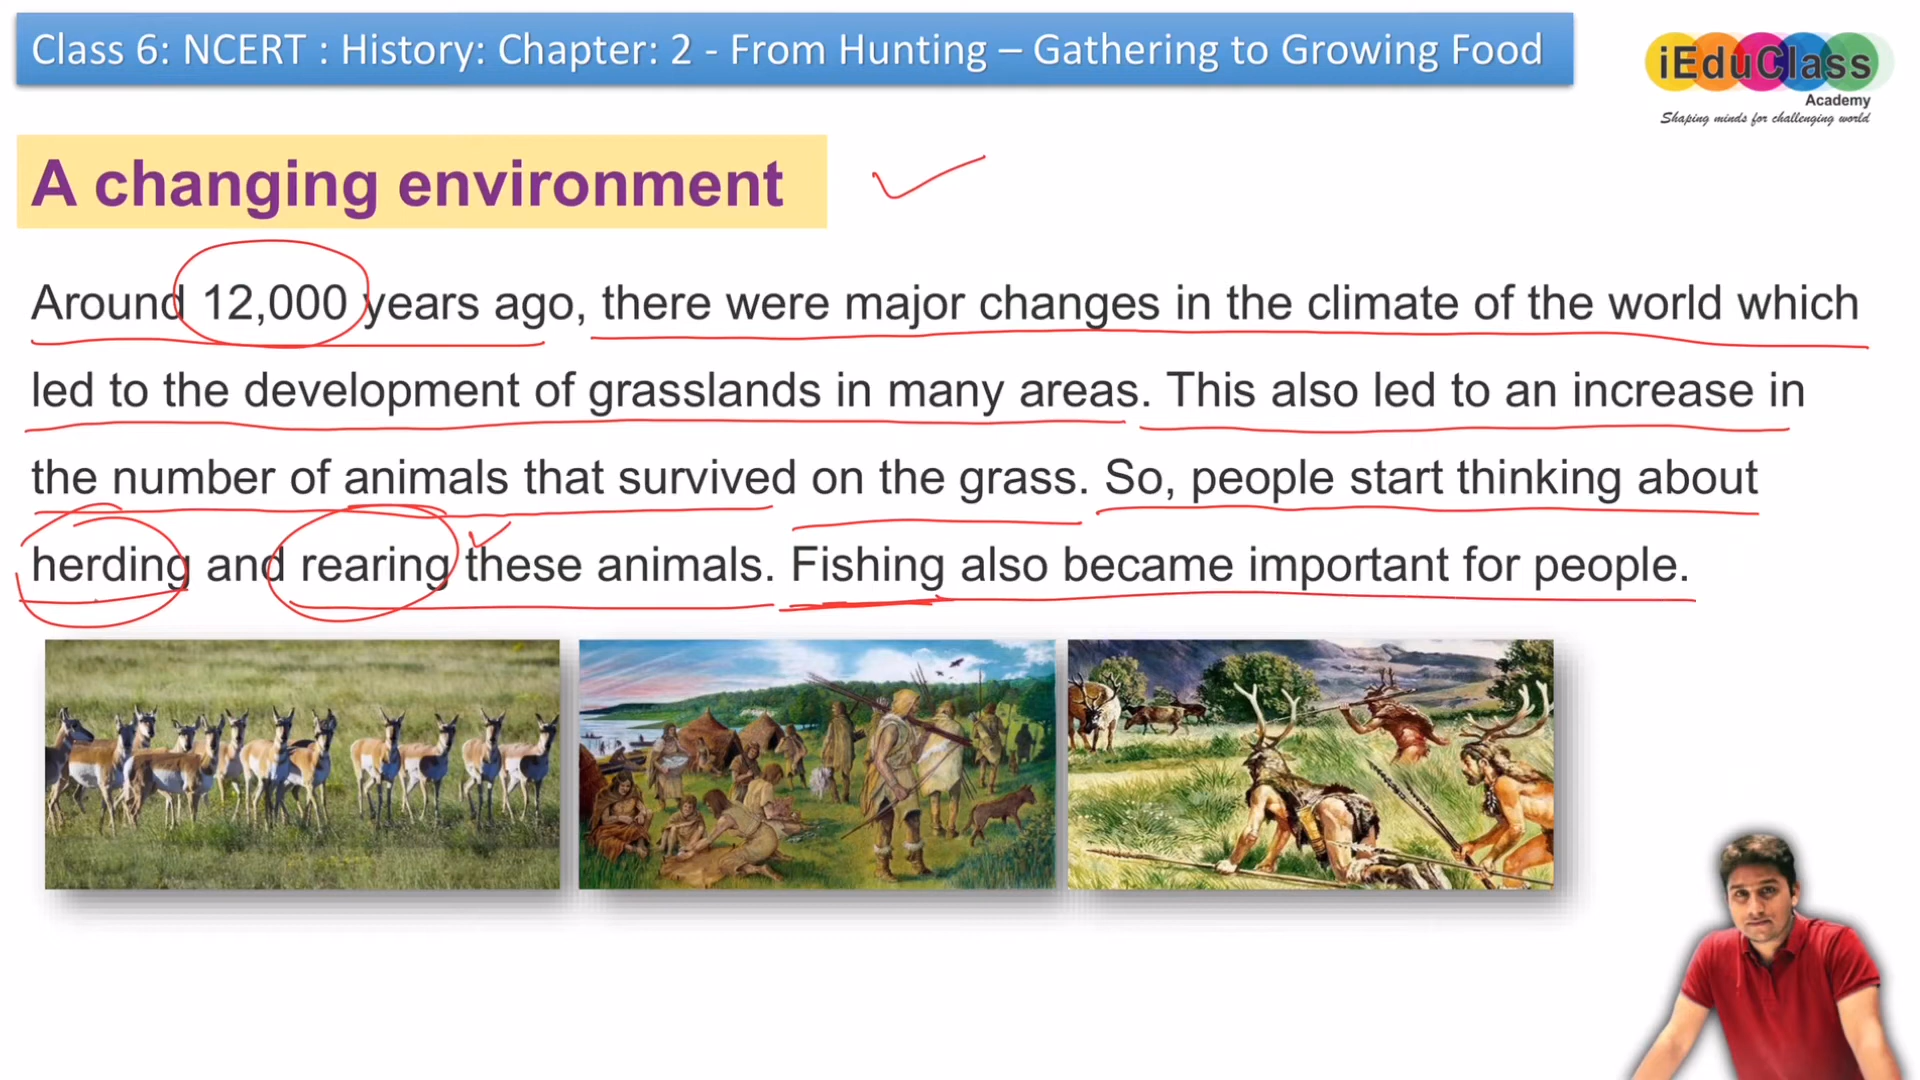 Class 6: NCERT : History: Chapter: 2 - From Hunting – Gathering to Growing Food
iEduClass
Academy
Shaping minds for challenging world
A changing environment
Around 12,000 years ago, there were major changes in the climate of the world which
led to the development of grasslands in many areas. This also led to an increase in
the number of animals that survived on the grass. So, people start thinking about
herding and rearing these animals. Fishing also became important for people.